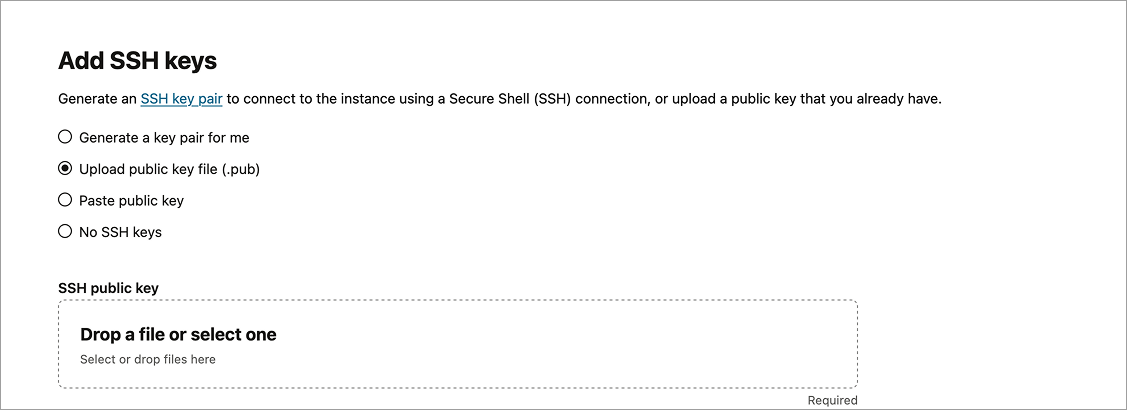 Add SSH keys
Generate an SSH key pair to connect to the instance using a Secure Shell (SSH) connection, or upload a public key that you already have.
Generate a key pair for me
Upload public key file (.pub)
Paste public key
No SSH keys
SSH public key
Drop a file or select one
Select or drop files here
Required